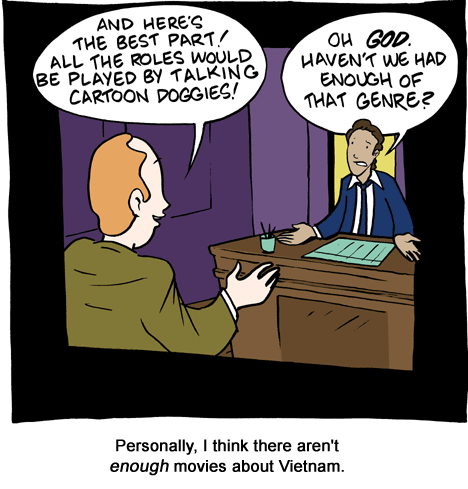 AND HERE'S
THE BEST PART!
ALL THE ROLES WOULD
BE PLAYED BY TALKING
CARTOON DOGGIES!
OH GOD.
HAVEN'T WE HAD
ENOUGH OF
THAT GENRE?
Personally, I think there aren't
enough movies about Vietnam.